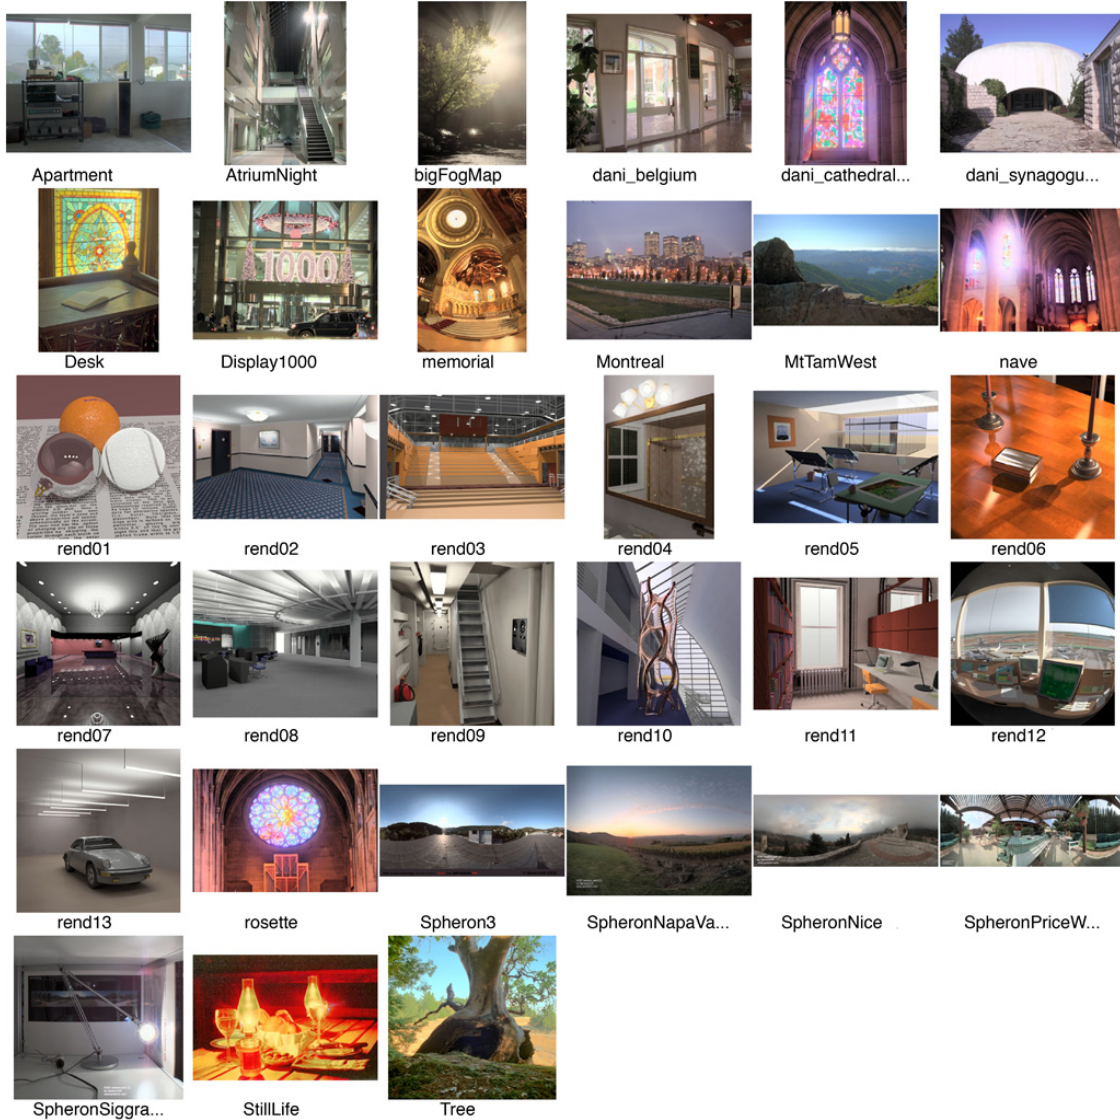 Apartment
AtriumNight
bigFogMap
dani_belgium
dani_cathedral...
dani_synagogu...
1000
Desk
Display1000
memorial
Montreal
MtTamWest
nave
rend01
rend02
rend03
rend04
rend05
rend06
rend07
rend08
rend09
rend10
rend11
rend12
rend13
rosette
Spheron3
SpheronNapaVa...
SpheronNice
SpheronPriceW...
SpheronSiggra...
StillLife
Tree